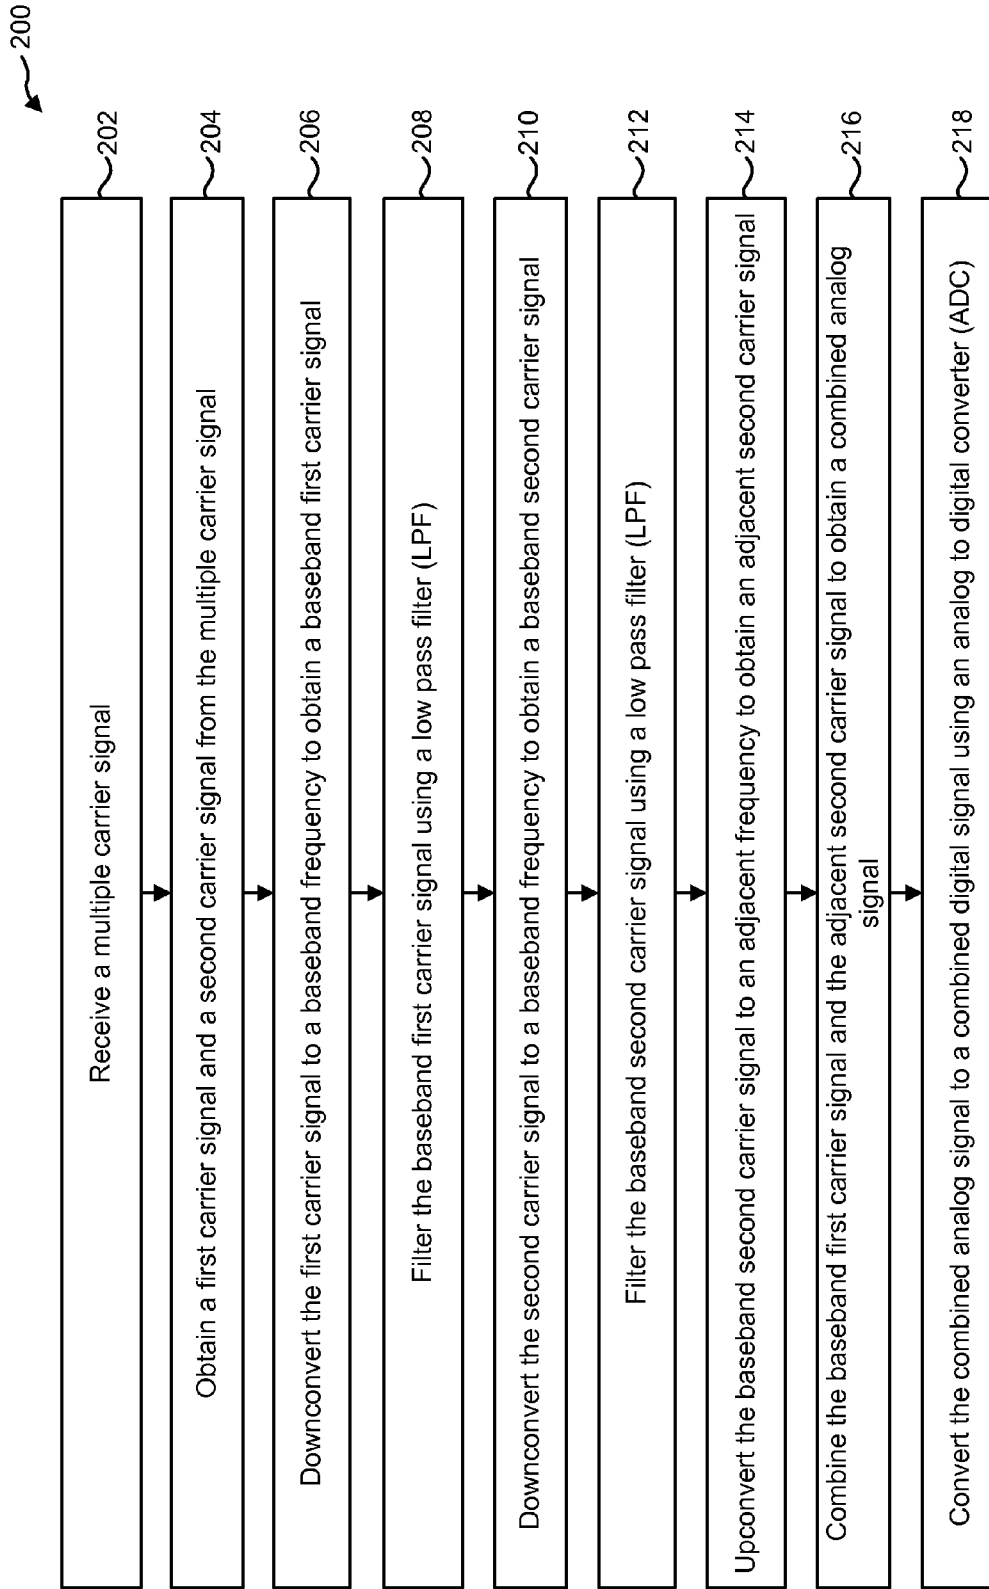 200
Receive a multiple carrier signal
202
Obtain a first carrier signal and a second carrier signal from the multiple carrier signal
204
Downconvert the first carrier signal to a baseband frequency to obtain a baseband first carrier signal
206
Filter the baseband first carrier signal using a low pass filter (LPF)
208
Downconvert the second carrier signal to a baseband frequency to obtain a baseband second carrier signal
210
Filter the baseband second carrier signal using a low pass filter (LPF)
212
Upconvert the baseband second carrier signal to an adjacent frequency to obtain an adjacent second carrier signal
214
Combine the baseband first carrier signal and the adjacent second carrier signal to obtain a combined analog
signal
216
Convert the combined analog signal to a combined digital signal using an analog to digital converter (ADC)
218